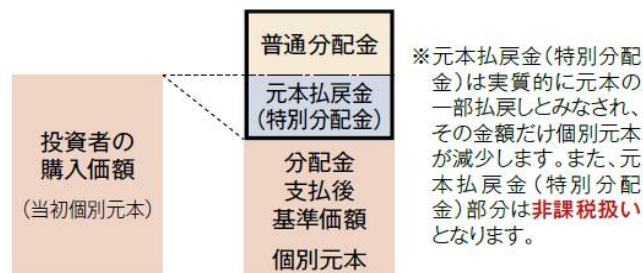 投資者の
購入価額
(当初個別元本)
普通分配金
元本払戻金
(特別分配金)
分配金
支払後
基準価額
個別元本
※元本払戻金(特別分配
金)は実質的に元本の
一部払戻しとみなされ、
その金額だけ個別元本
が減少します。また、元
本払戻金(特別分配
金)部分は非課税扱い
となります。